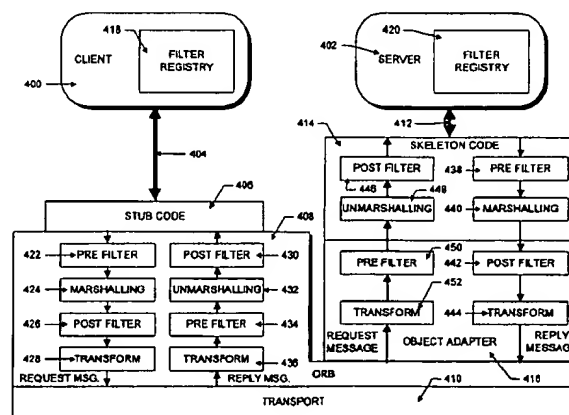 418
CLIENT
FILTER
REGISTRY
400
420
402
SERVER
FILTER
REGISTRY
404
412
414
SKELETON CODE
POST FILTER
438
PRE FILTER
446
448
UNMARSHALLING
440
MARSHALLING
406
STUB CODE
408
422
PRE FILTER
POST FILTER
430
PRE FILTER
450
442
POST FILTER
424
MARSHALLING
UNMARSHALLING
432
452
426
POST FILTER
PRE FILTER
434
TRANSFORM
444
TRANSFORM
428
TRANSFORM
TRANSFORM
436
REQUEST
MESSAGE
OBJECT ADAPTER
REPLY
MESSAGE
REQUEST MSG.
REPLY MSG.
ORB
416
TRANSPORT
410